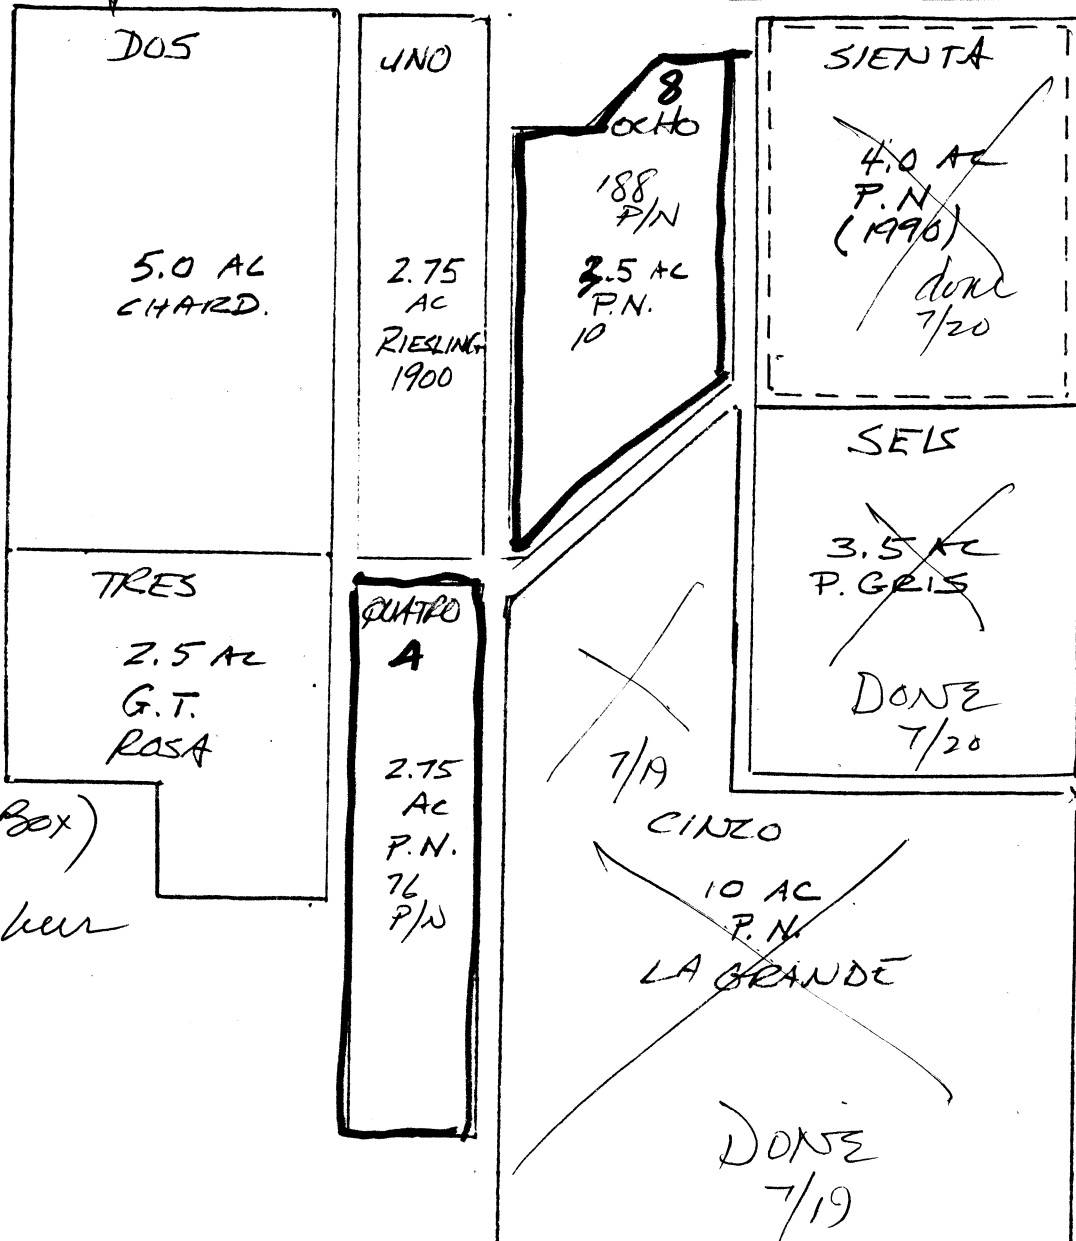 DOS
5.0 AC
CHARD.
UNO
2.75
AC
RIESLING
1900
8
OCHO
188
P/N
.5 AC
P.N.
10
SIENTA
4.0 AC
P.N
(1990)
done
7/20
SEIS
3.5 AC
P. GRIS
DONE
7/20
TRES
2.5 AC
G.T.
ROSA
Box)
QUATRO
4
2.75
AC
P.N.
76
P/N
7/19
CINZO
10 AC
P.N.
LA GRANDE
DONE
7/19